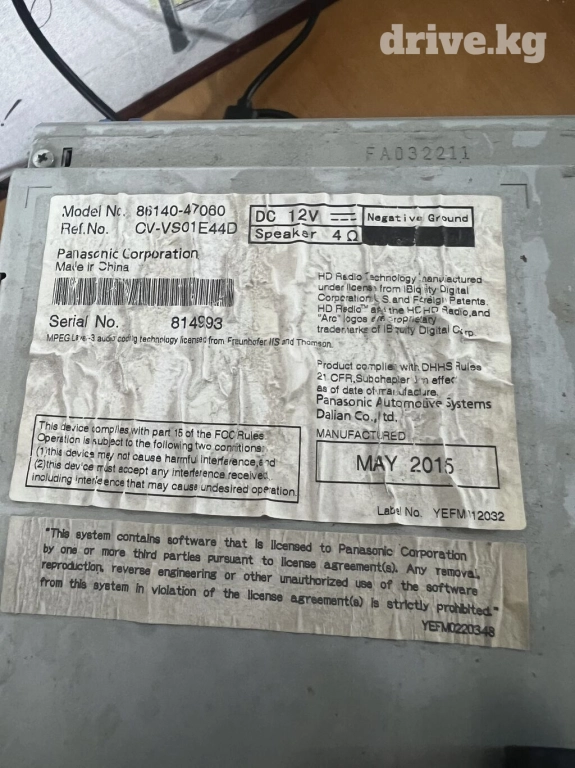 drive.kg
FA032211
Model No. 86140-47060
Ref.No. CV-VS01E44D
DC 12V
Negative Ground
Speaker 4 Ω
Panasonic Corporation
Made in China
Serial No. 814993
MPEG Layer-3 audio coding technology licensed from Fraunhofer IIS and Thomson.
HD Radio Technology manufactured
under license from iBiquity Digital
Corporation. U.S. and Foreign Patents.
HD Radio™ and the HD, HD Radio, and
"Arc" logos are proprietary
trademarks of iBiquity Digital Corp.
Product complies with DHHS Rules
21 CFR, Subchapter J in effect
as of date of manufacture.
Panasonic Automotive Systems
Dalian Co., ltd.
MANUFACTURED
MAY 2015
This device complies with part 15 of the FCC Rules
Operation is subject to the following two conditions:
(1)this device may not cause harmful interference, and
(2)this device must accept any interference received,
including interference that may cause undesired operation.
Label No. YEFM012032
"This system contains software that is licensed to Panasonic Corporation
by one or more third parties pursuant to license agreement(s). Any removal,
reproduction, reverse engineering or other unauthorized use of the software
from this system in violation of the license agreement(s) is strictly prohibited."
YEFM0220348